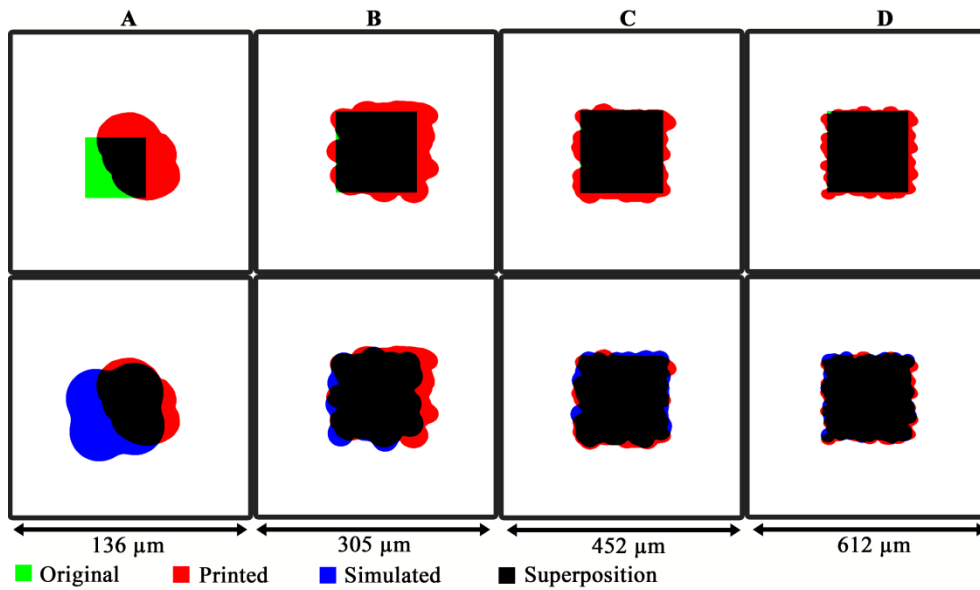 A B C D
136 µm 305 µm 452 µm 612 µm
Original Printed Simulated Superposition